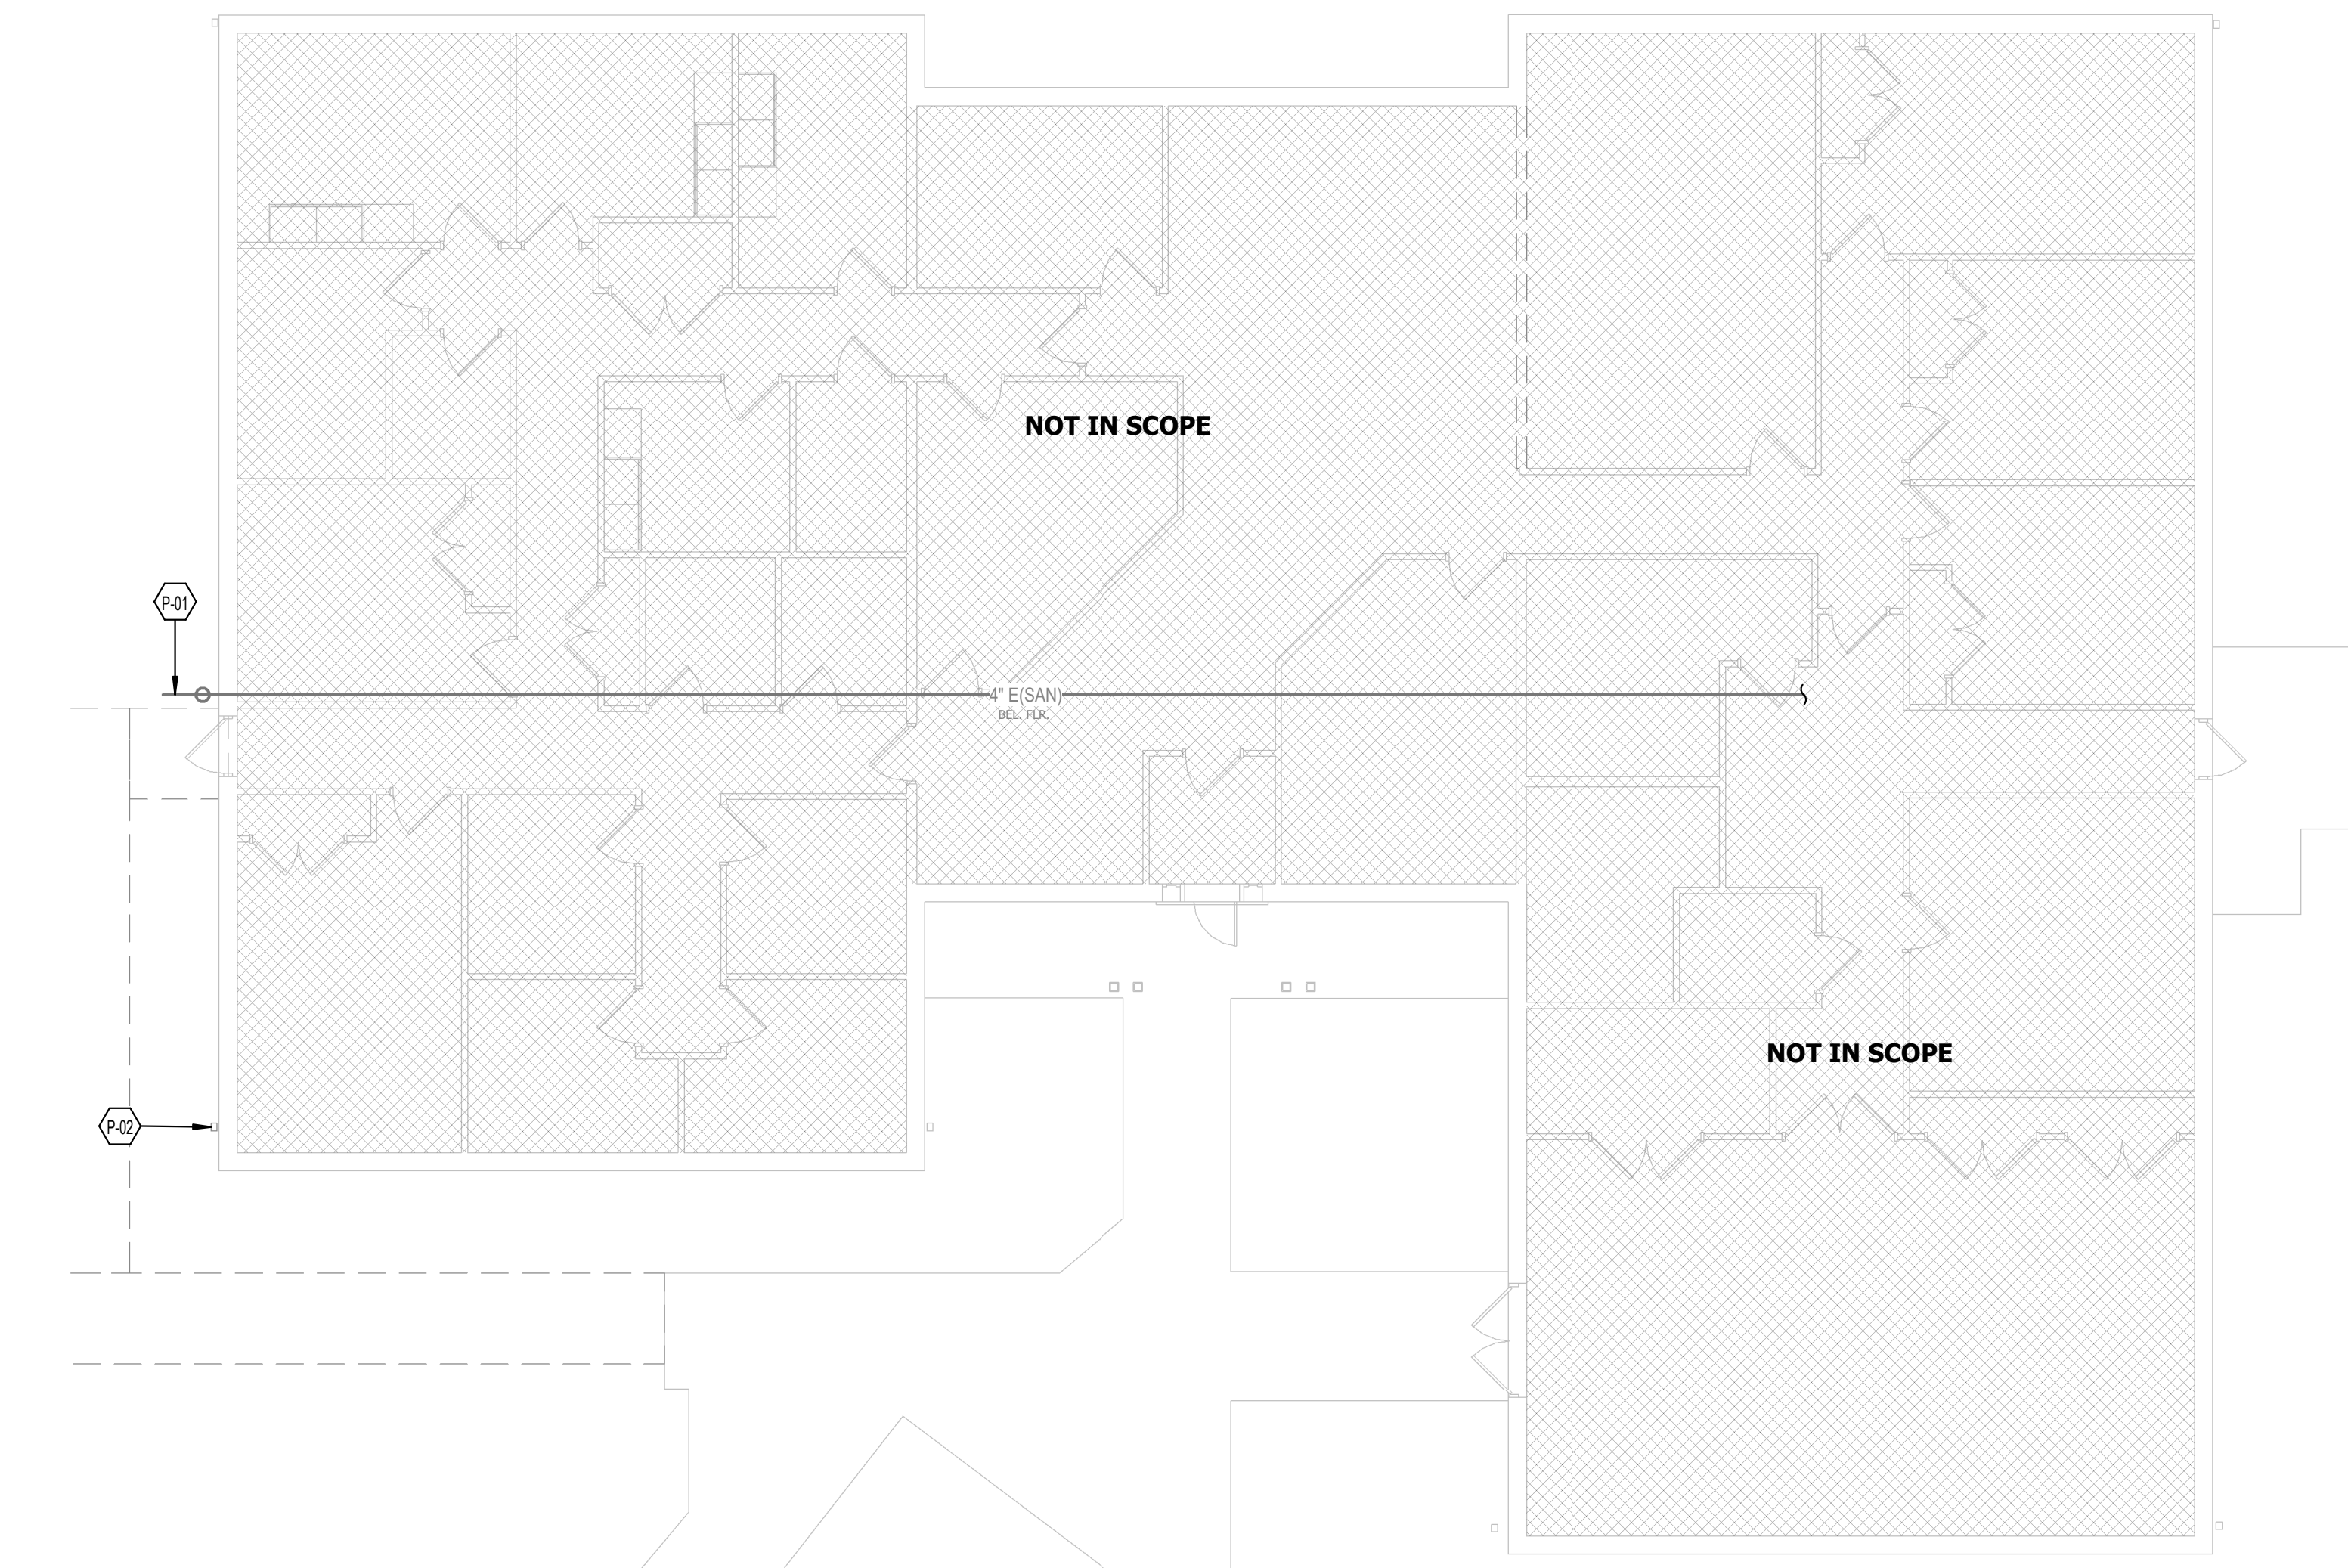 NOT IN SCOPE
P-01
4" E(SAN)
BEL. FLR.
NOT IN SCOPE
P-02